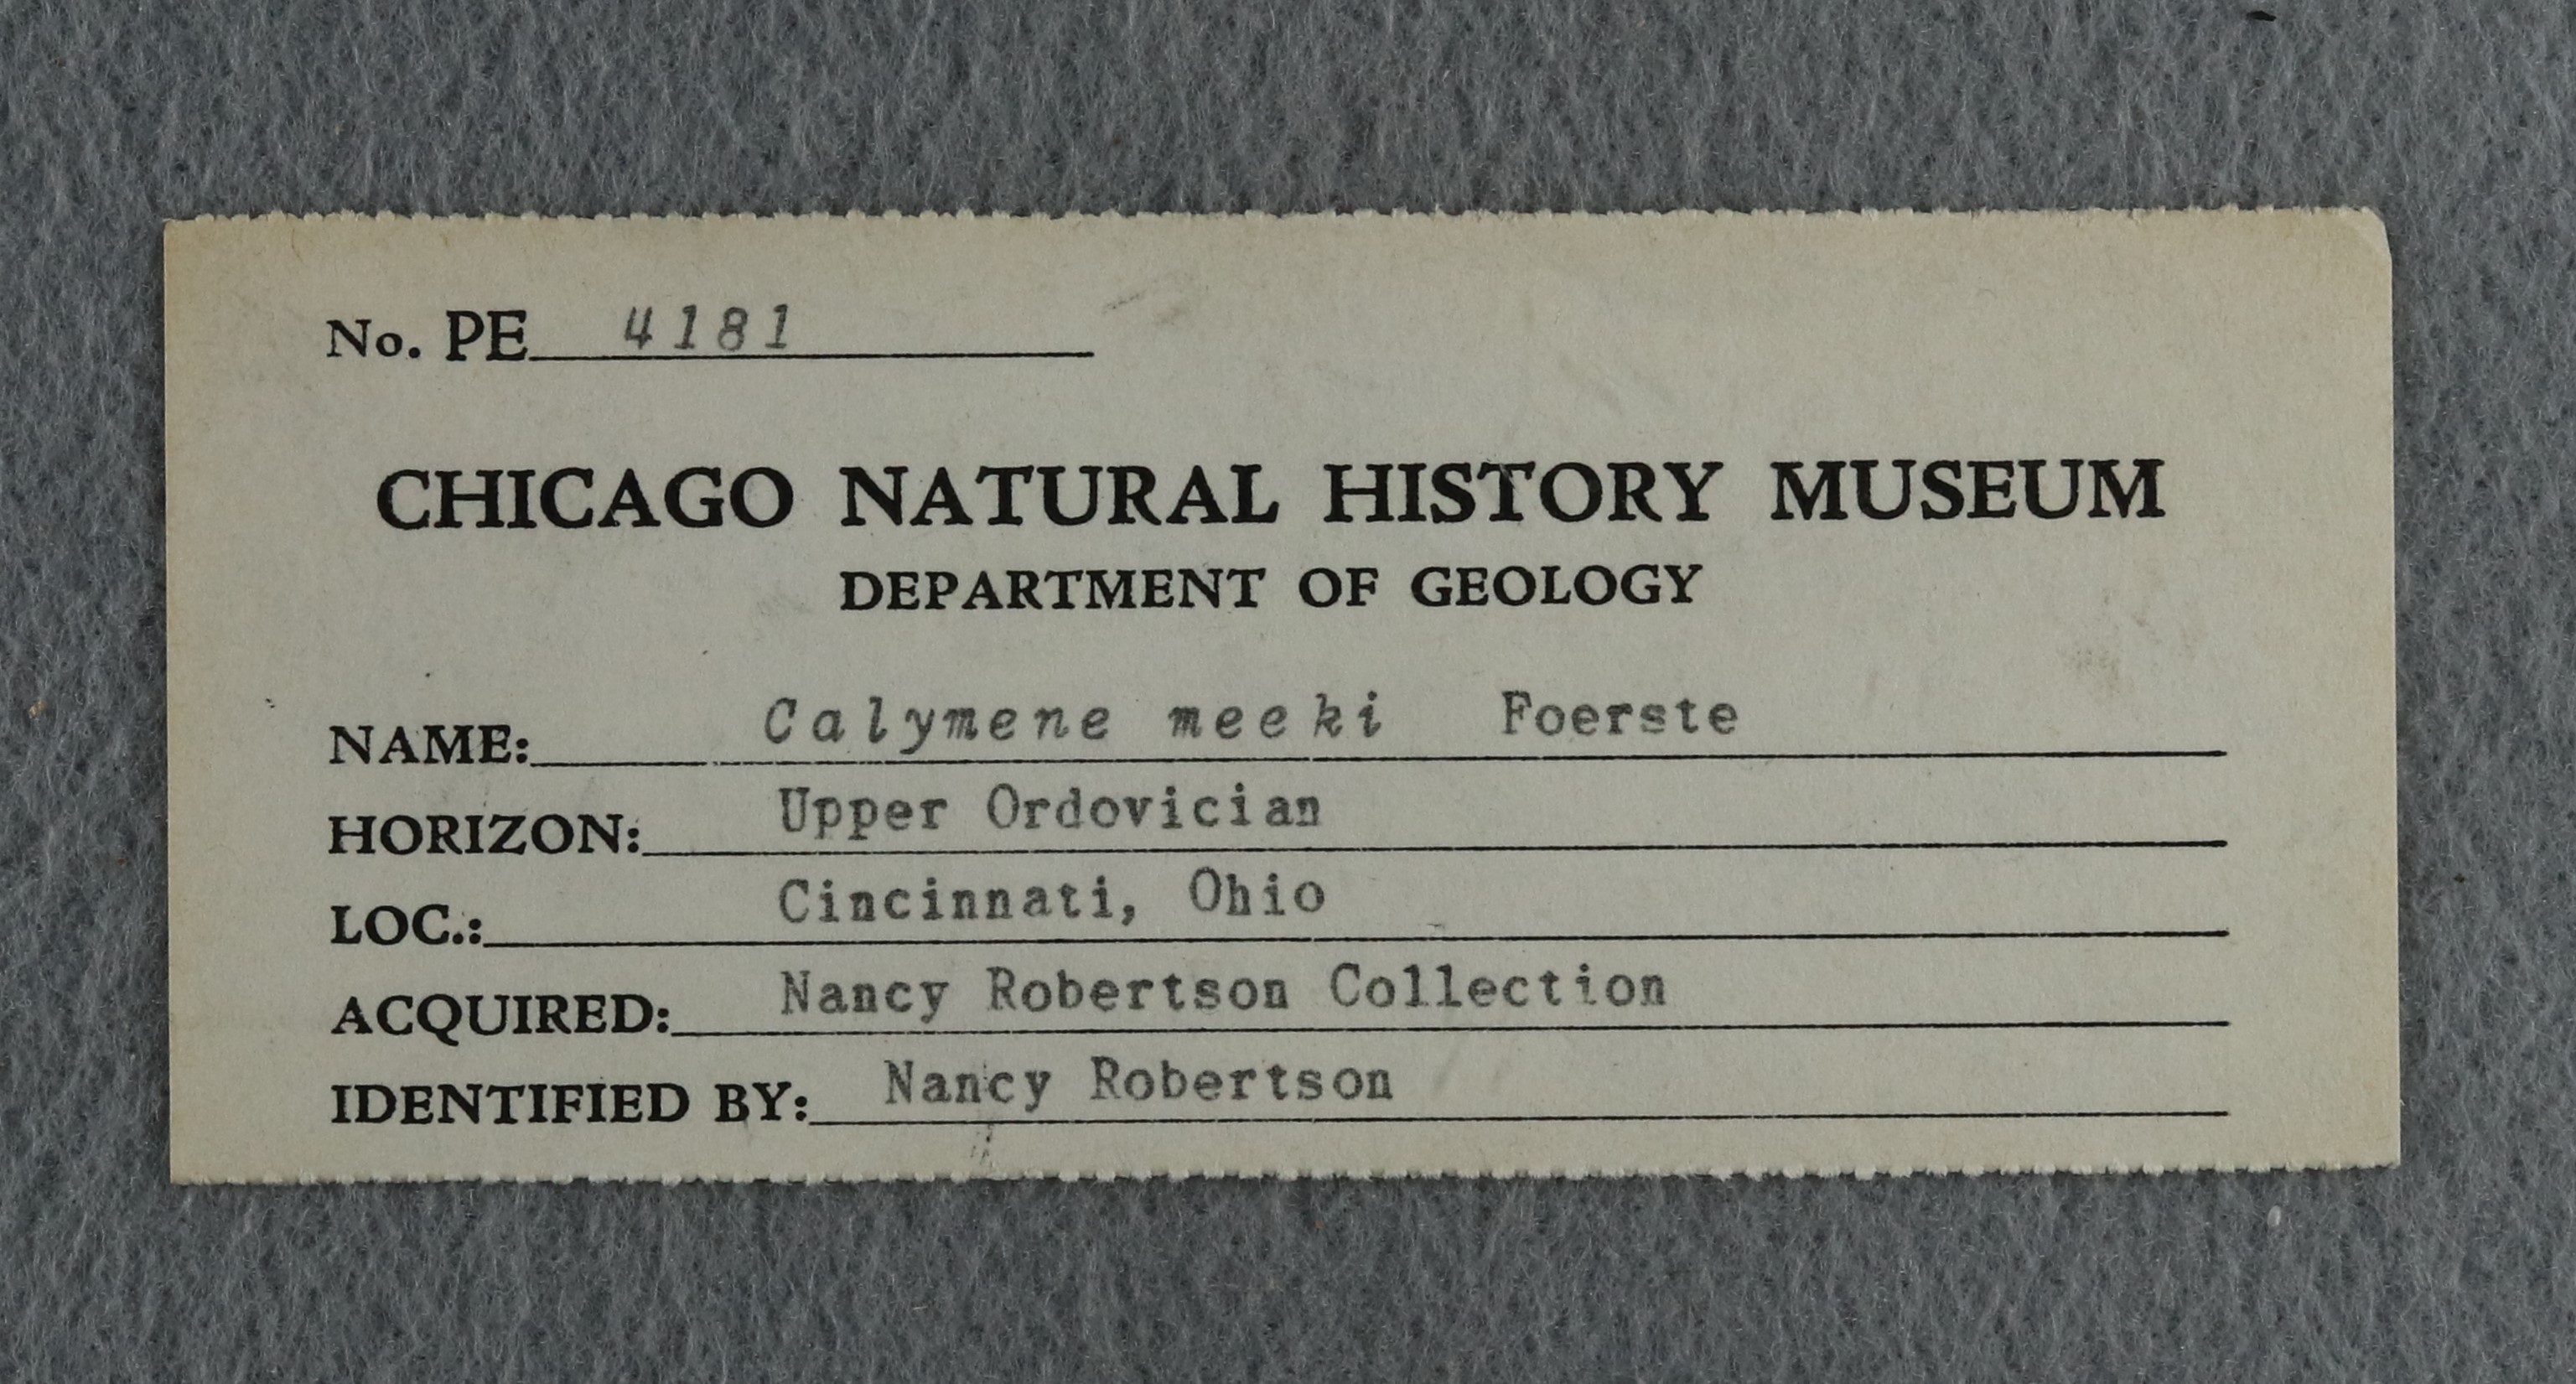 No. PE 4181
CHICAGO NATURAL HISTORY MUSEUM
DEPARTMENT OF GEOLOGY
NAME: Calymene meeki Foerste
HORIZON: Upper Ordovician
LOC.: Cincinnati, Ohio
ACQUIRED: Nancy Robertson Collection
IDENTIFIED BY: Nancy Robertson